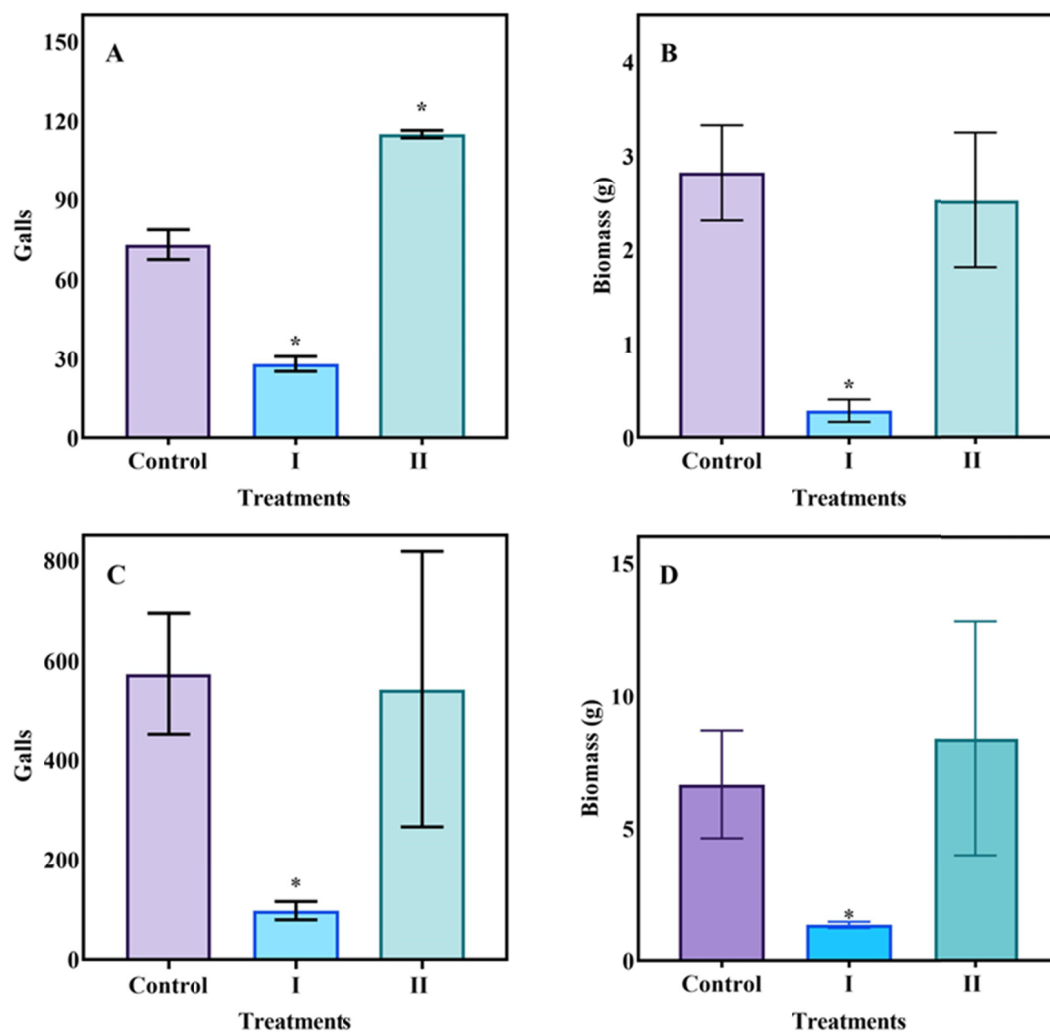 A
Galls
150
120
90
60
30
0
*
*
Control I II
Treatments
B
Biomass (g)
4
3
2
1
0
*
Control I II
Treatments
C
Galls
800
600
400
200
0
*
Control I II
Treatments
D
Biomass (g)
15
10
5
0
*
Control I II
Treatments